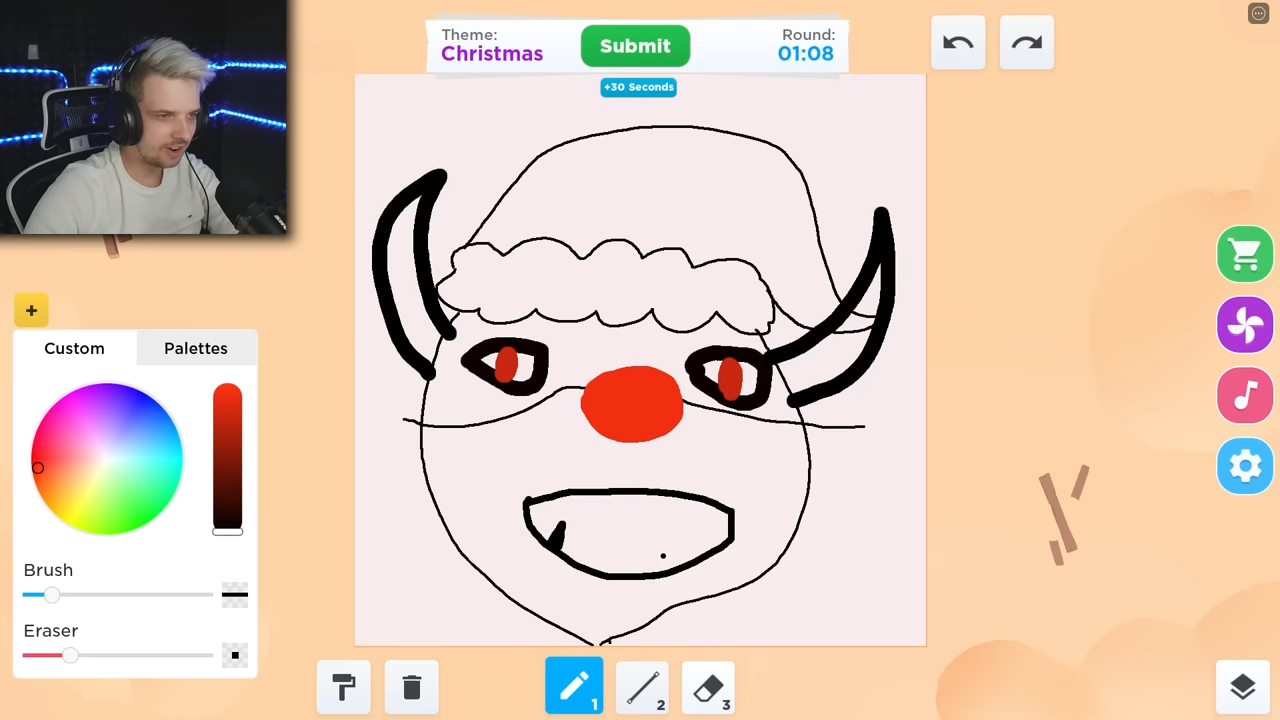 Theme:
Christmas
Submit
Round:
01:08
+30 Seconds
+
Custom
Palettes
Brush
Eraser
1
2
3